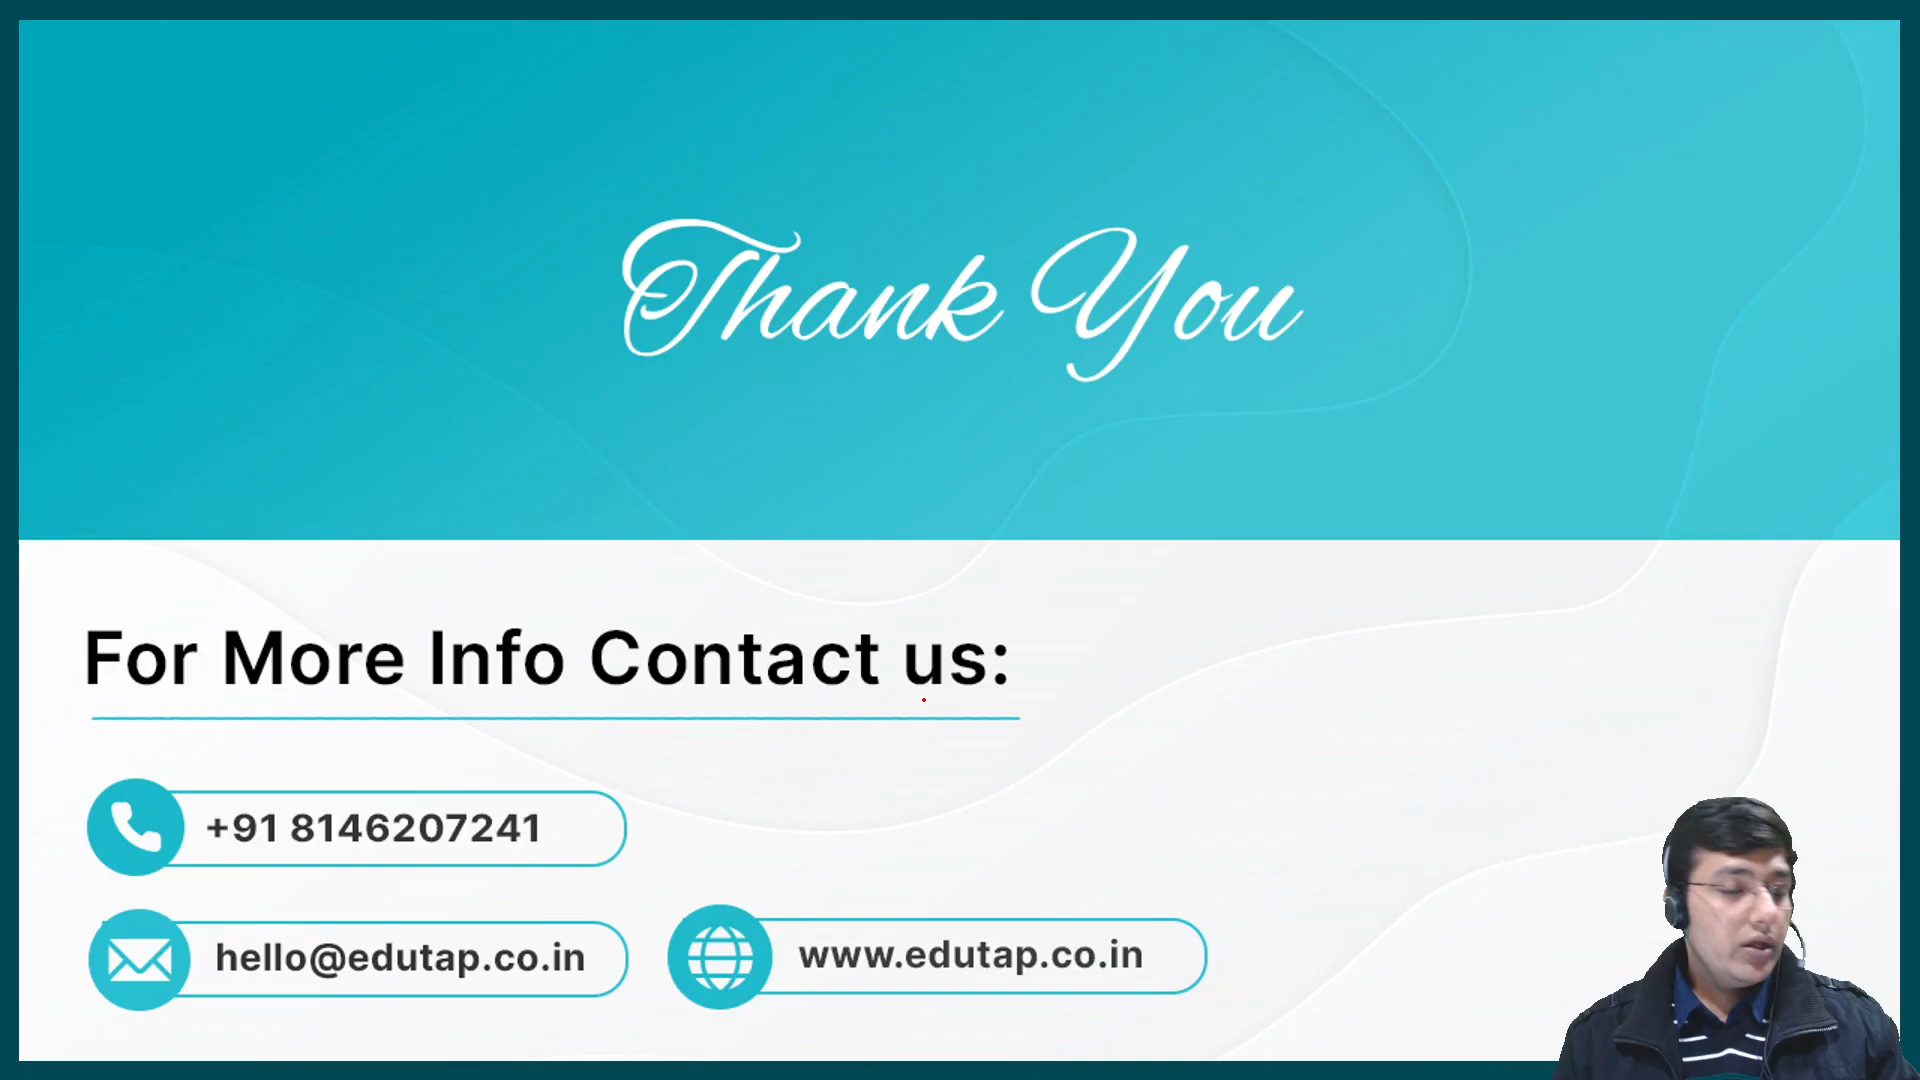 Thank You
For More Info Contact us:
+91 8146207241
hello@edutap.co.in
www.edutap.co.in